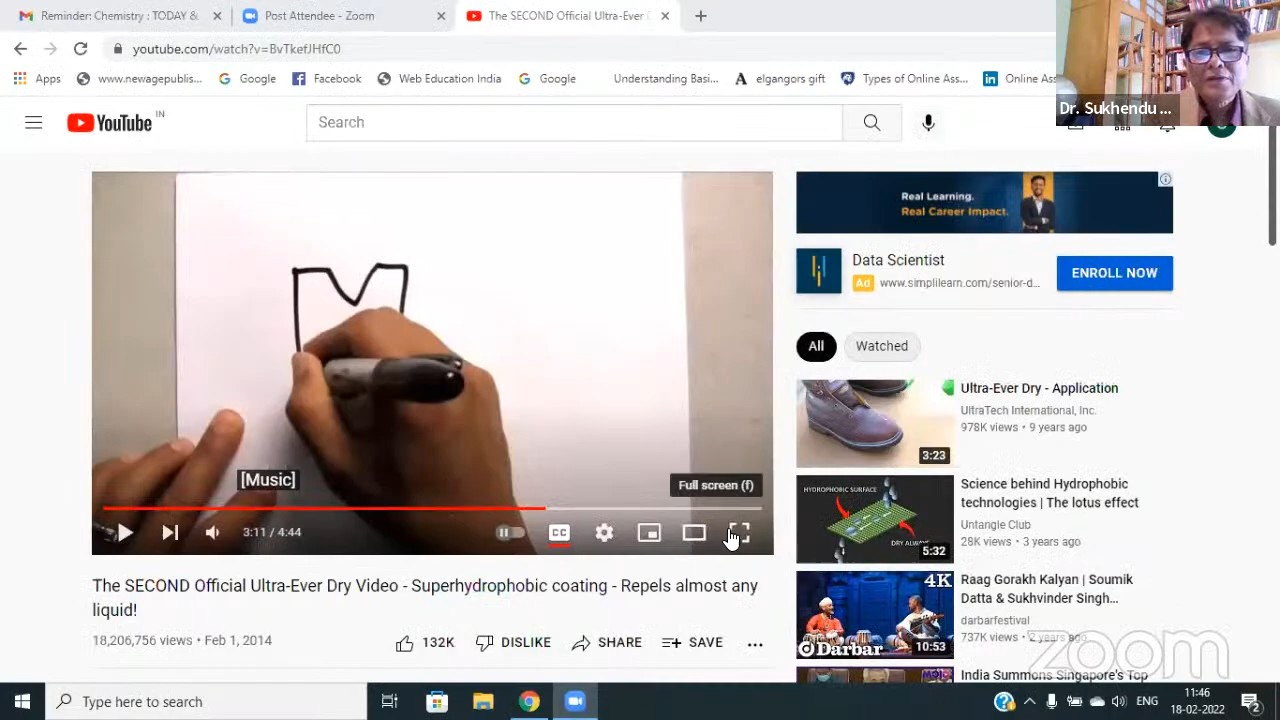 Reminder: Chemistry : TODAY &
Post Attendee - Zoom
The SECOND Official Ultra-Ever D
youtube.com/watch?v=BvTkefJHfC0
Apps
www.newagepublis...
Google
Facebook
Web Education India
Google
Understanding Basi...
elgangors gift
Types of Online Ass...
Online Ass
Dr. Sukhendu ...
YouTube IN
Search
M
[Music]
Full screen (f)
3:11 / 4:44
CC
The SECOND Official Ultra-Ever Dry Video - Superhydrophobic coating - Repels almost any
liquid!
18,206,756 views • Feb 1, 2014
132K
DISLIKE
SHARE
SAVE
Real Learning.
Real Career Impact.
Data Scientist
Ad www.simplilearn.com/senior-d...
ENROLL NOW
All
Watched
3:23
Ultra-Ever Dry - Application
UltraTech International, Inc.
978K views • 9 years ago
HYDROPHOBIC SURFACE
DRY ALWAYS
5:32
Science behind Hydrophobic
technologies | The lotus effect
Untangle Club
28K views • 3 years ago
4K
Darbar
10:53
Raag Gorakh Kalyan | Soumik
Datta & Sukhvinder Singh...
darbarfestival
737K views • 2 years ago
India Summons Singapore's Top
zoom
Type here to search
ENG
11:46
18-02-2022
2